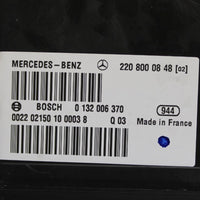 MERCEDES-BENZ 220 800 08 48 [02]
BOSCH 0 132 006 370 944
0022 02150 10 0003 8 Q 03 Made in France